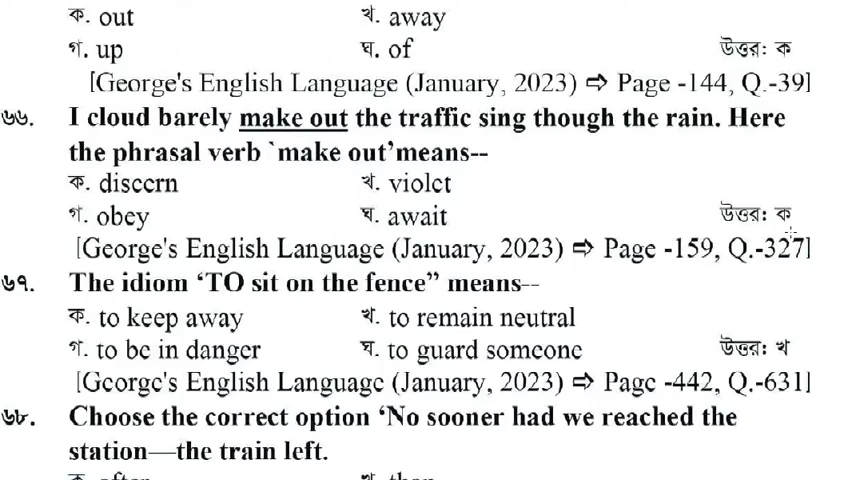 ক. out খ. away
গ. up ঘ. of উত্তর: ক
[George's English Language (January, 2023) ⇨ Page -144, Q.-39]
৬৬. I cloud barely make out the traffic sing though the rain. Here
the phrasal verb `make out'means--
ক. discern খ. violet
গ. obey ঘ. await উত্তর: ক
[George's English Language (January, 2023) ⇨ Page -159, Q.-327]
৬৭. The idiom ‘TO sit on the fence” means--
ক. to keep away খ. to remain neutral
গ. to be in danger ঘ. to guard someone উত্তর: খ
[George's English Language (January, 2023) ⇨ Page -442, Q.-631]
৬৮. Choose the correct option ‘No sooner had we reached the
station—the train left.
ক. after খ. than